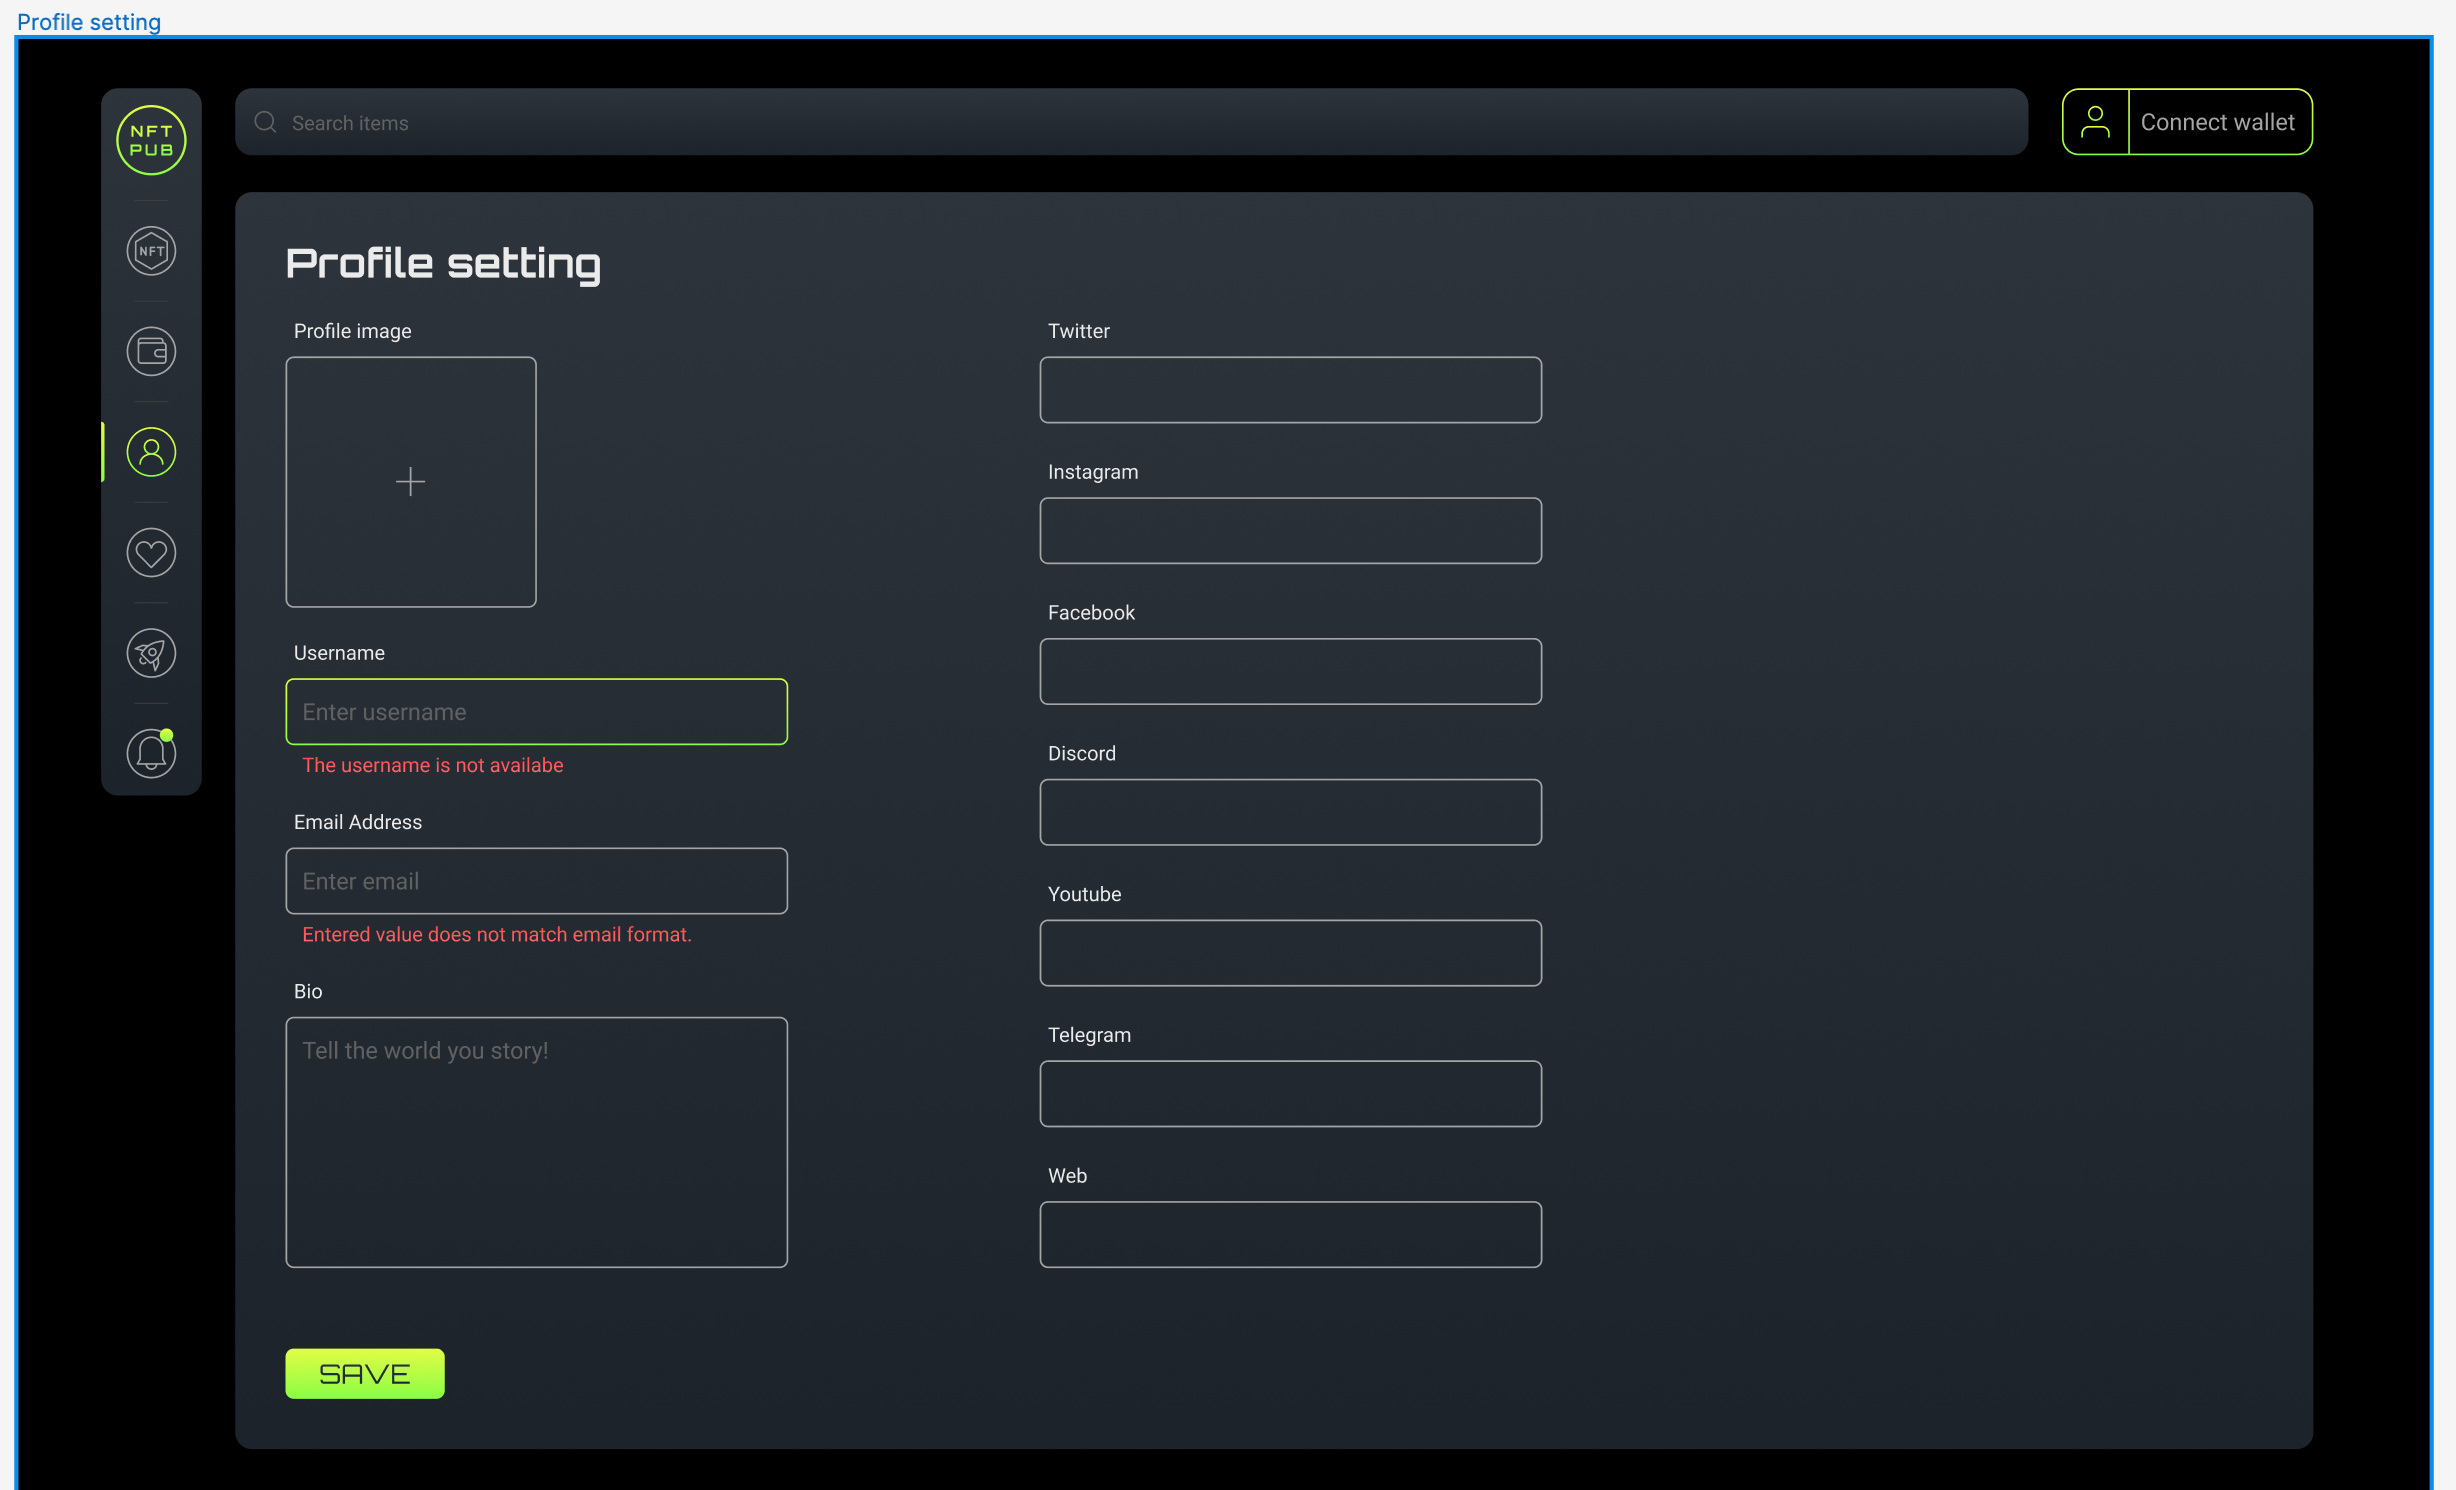 Profile setting
NFT
PUB
Search items
Connect wallet
NFT
Profile setting
Profile image
Username
Enter username
The username is not availabe
Email Address
Enter email
Entered value does not match email format.
Bio
Tell the world you story!
Twitter
Instagram
Facebook
Discord
Youtube
Telegram
Web
SAVE